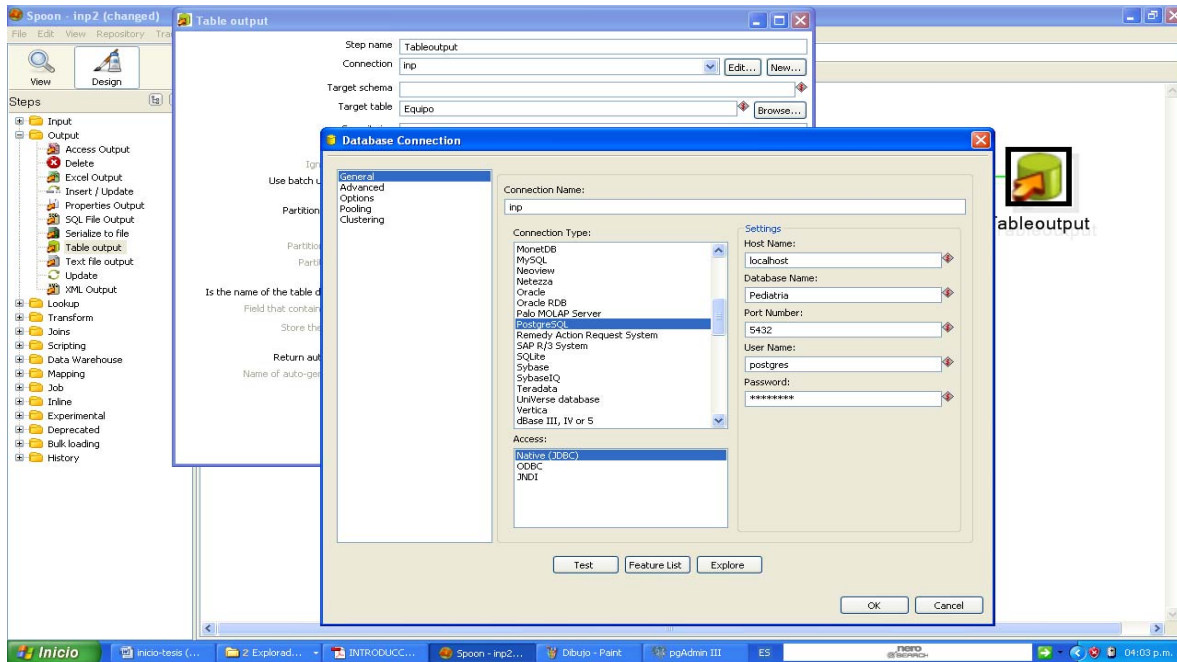 Spoon - inp2 (changed)
File Edit View Repository Tra
View
Design
Steps
Input
Output
Access Output
Delete
Excel Output
Insert / Update
Properties Output
SQL File Output
Serialize to file
Table output
Text file output
Update
XML Output
Lookup
Transform
Joins
Scripting
Data Warehouse
Mapping
Job
Inline
Experimental
Deprecated
Bulk loading
History
Table output
Step name Tableoutput
Connection inp Edit... New...
Target schema
Target table Equipo Browse...
Ign
Use batch u
Partition
Partitio
Parti
Is the name of the table d
Field that contain
Store the
Return aut
Name of auto-gen
Database Connection
General
Advanced
Options
Pooling
Clustering
Connection Name:
inp
Connection Type:
MonetDB
MySQL
Neoview
Netezza
Oracle
Oracle RDB
Palo MOLAP Server
PostgreSQL
Remedy Action Request System
SAP R/3 System
SQLite
Sybase
SybaseIQ
Teradata
UniVerse database
Vertica
dBase III, IV or 5
Access:
Native (JDBC)
ODBC
JNDI
Settings
Host Name:
localhost
Database Name:
Pediatria
Port Number:
5432
User Name:
postgres
Password:
********
Test
Feature List
Explore
OK
Cancel
ableoutput
Inicio
inicio-tesis (...
2 Explorad...
INTRODUCC...
Spoon - inp2...
Dibujo - Paint
pgAdmin III
ES
nero
SEARCH
04:03 p.m.